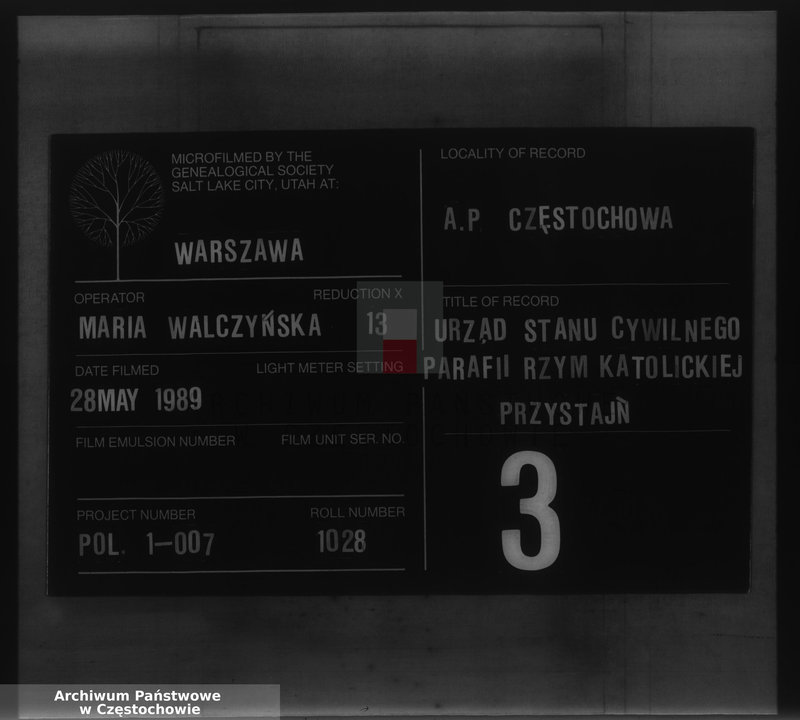 MICROFILMED BY THE
GENEALOGICAL SOCIETY
SALT LAKE CITY, UTAH AT:
WARSZAWA
OPERATOR
REDUCTION X
MARIA WALCZYŃSKA
13
DATE FILMED
LIGHT METER SETTING
28MAY 1989
FILM EMULSION NUMBER
FILM UNIT SER. NO.
PROJECT NUMBER
ROLL NUMBER
POL. 1-007
1028
LOCALITY OF RECORD
A.P CZĘSTOCHOWA
TITLE OF RECORD
URZĄD STANU CYWILNEGO
PARAFII RZYM KATOLICKIEJ
PRZYSTAJŃ
3
Archiwum Państwowe
w Częstochowie